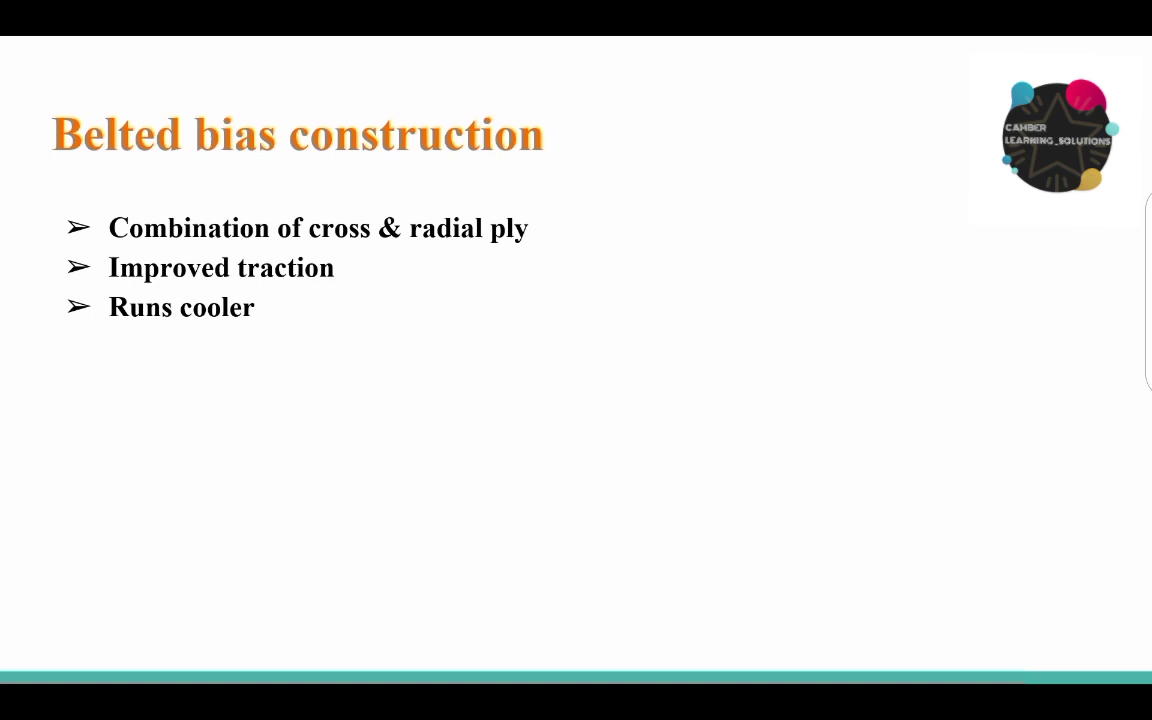 Belted bias construction
CAMBER
LEARNING_SOLUTIONS
➢ Combination of cross & radial ply
➢ Improved traction
➢ Runs cooler